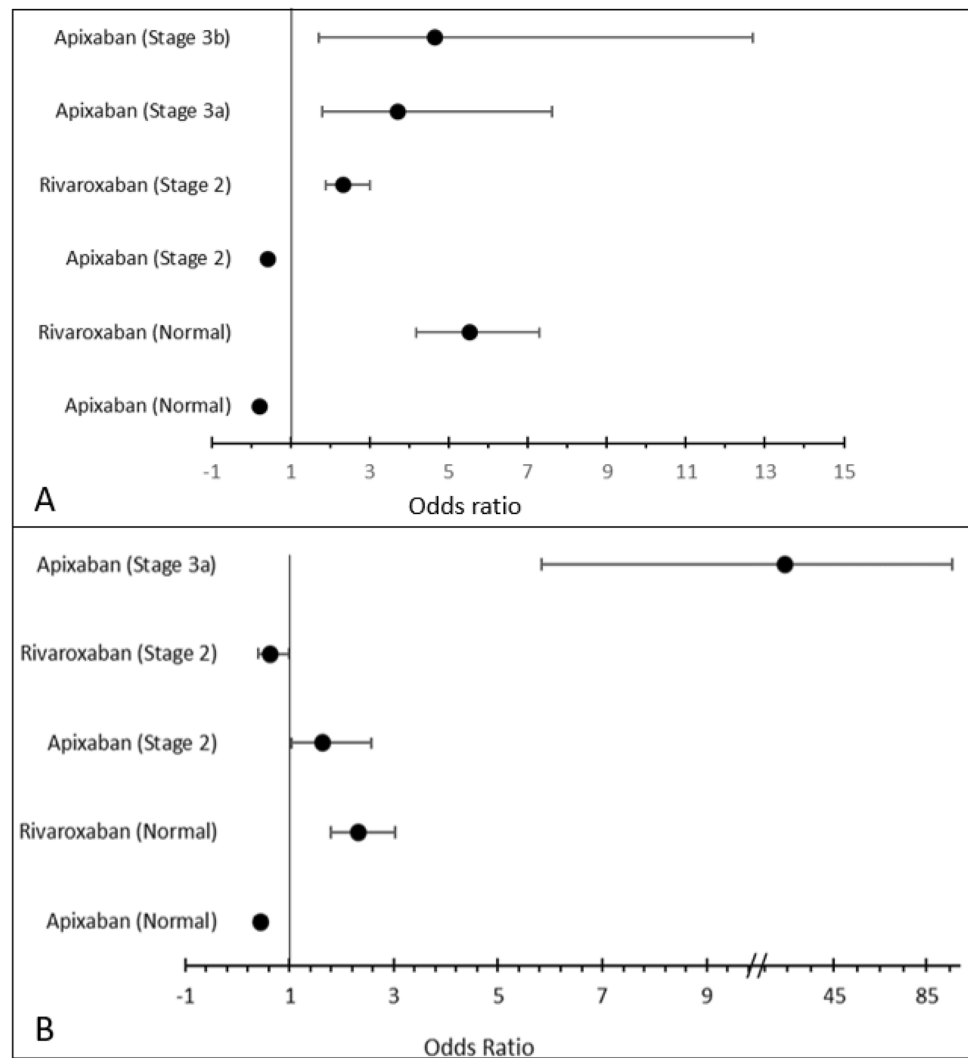 Apixaban (Stage 3b)
Apixaban (Stage 3a)
Rivaroxaban (Stage 2)
Apixaban (Stage 2)
Rivaroxaban (Normal)
Apixaban (Normal)
-1 1 3 5 7 9 11 13 15
A
Odds ratio
Apixaban (Stage 3a)
Rivaroxaban (Stage 2)
Apixaban (Stage 2)
Rivaroxaban (Normal)
Apixaban (Normal)
-1 1 3 5 7 9 45 85
B
Odds Ratio